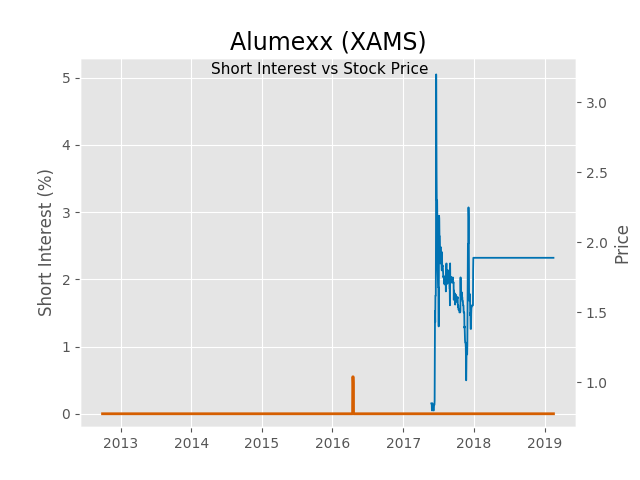 Alumexx (XAMS)
Short Interest vs Stock Price
Short Interest (%)
5
4
3
2
1
0
3.0
2.5
2.0
1.5
1.0
Price
2013 2014 2015 2016 2017 2018 2019